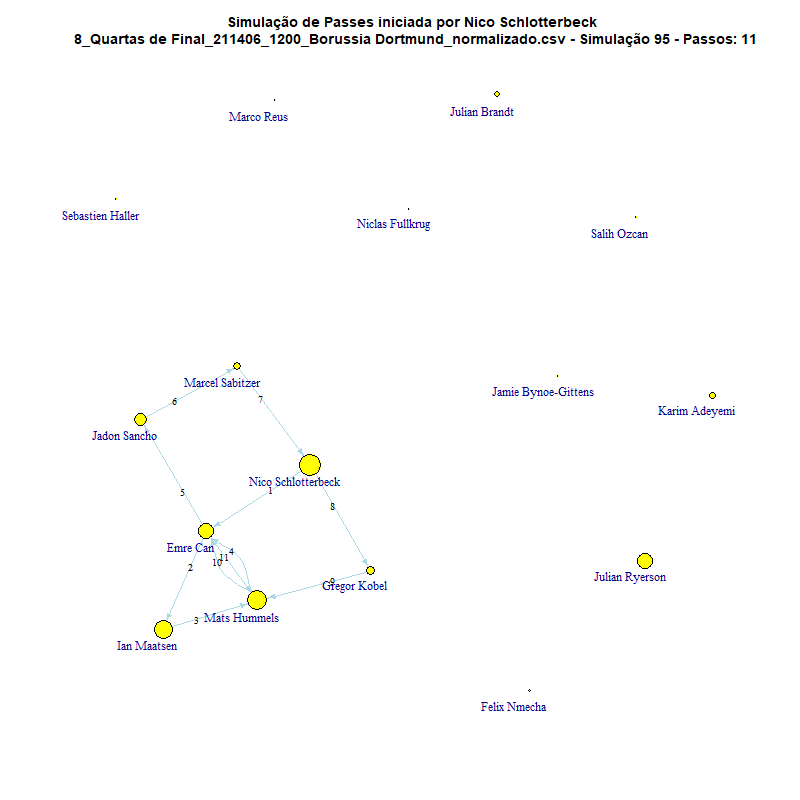 Simulação de Passes iniciada por Nico Schlotterbeck
8_Quartas de Final_211406_1200_Borussia Dortmund_normalizado.csv - Simulação 95 - Passos: 11
Julian Brandt
Marco Reus
Sebastien Haller
Niclas Fullkrug
Salih Ozcan
Marcel Sabitzer
Jamie Bynoe-Gittens
6
7
Karim Adeyemi
Jadon Sancho
Nico Schlotterbeck
5
1
8
Emre Can
4
11
10
2
9
Julian Ryerson
Gregor Kobel
Mats Hummels
3
Ian Maatsen
Felix Nmecha